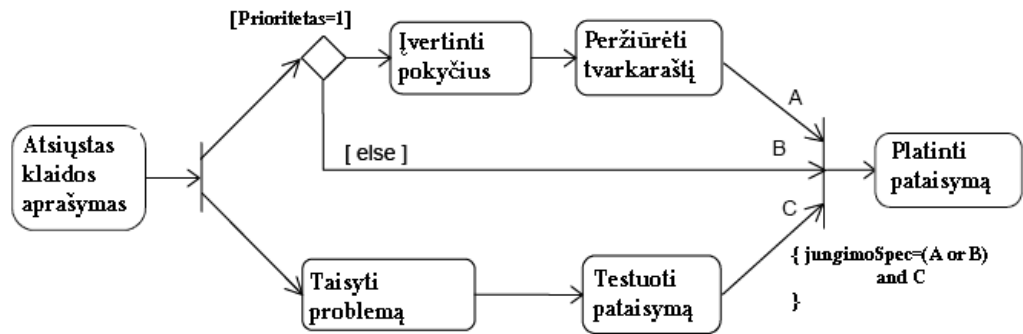 [Prioritetas=1]
Įvertinti
pokyčius
Peržiūrėti
tvarkaraštį
A
Atsiųstas
klaidos
aprašymas
[ else ]
B
Platinti
pataisymą
C
Taisyti
problemą
Testuoti
pataisymą
{ jungimoSpec=(A or B)
and C
}